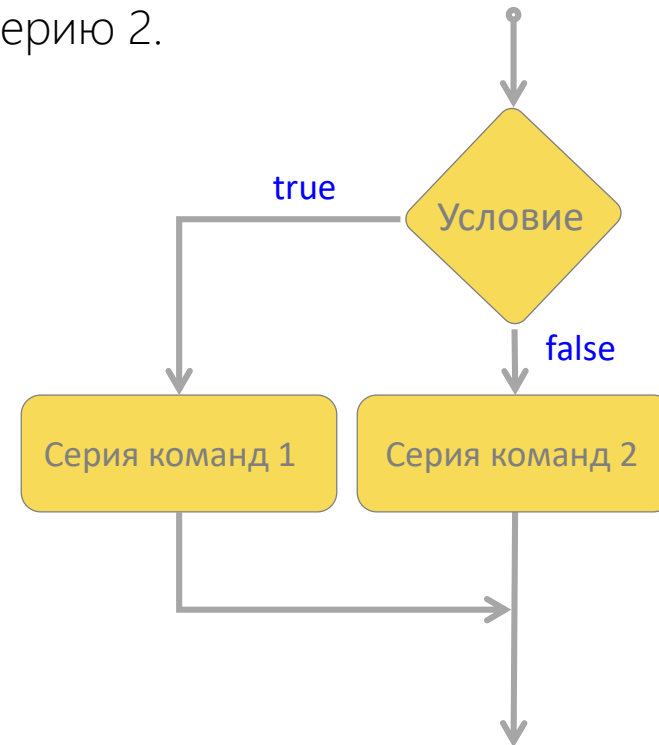 ерию 2.
Условие
true
false
Серия команд 1
Серия команд 2